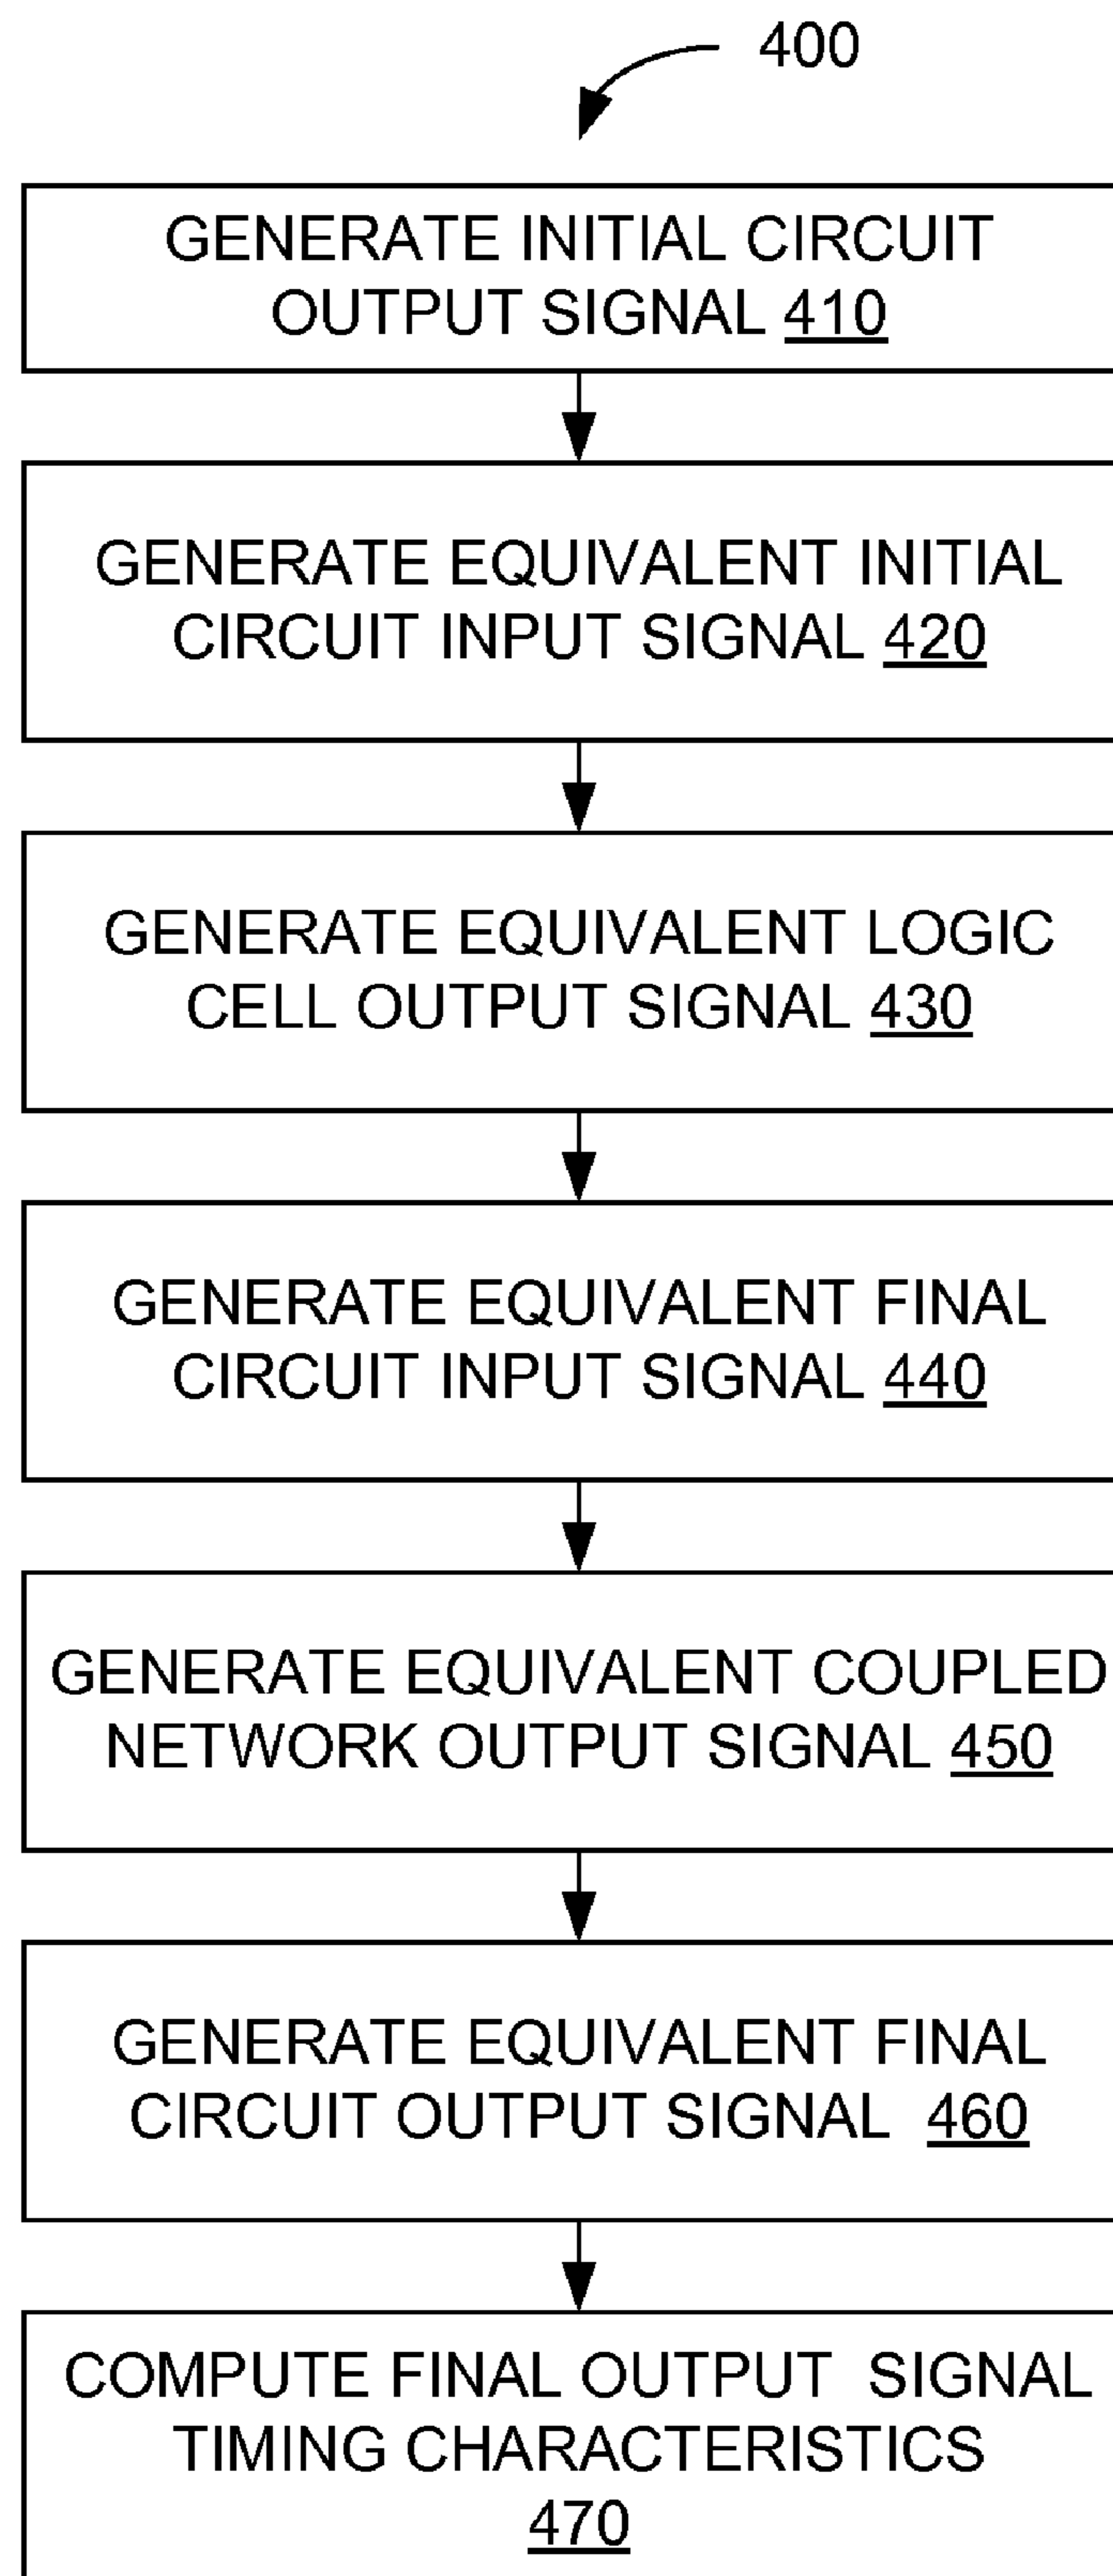 400
GENERATE INITIAL CIRCUIT
OUTPUT SIGNAL 410
GENERATE EQUIVALENT INITIAL
CIRCUIT INPUT SIGNAL 420
GENERATE EQUIVALENT LOGIC
CELL OUTPUT SIGNAL 430
GENERATE EQUIVALENT FINAL
CIRCUIT INPUT SIGNAL 440
GENERATE EQUIVALENT COUPLED
NETWORK OUTPUT SIGNAL 450
GENERATE EQUIVALENT FINAL
CIRCUIT OUTPUT SIGNAL 460
COMPUTE FINAL OUTPUT SIGNAL
TIMING CHARACTERISTICS
470